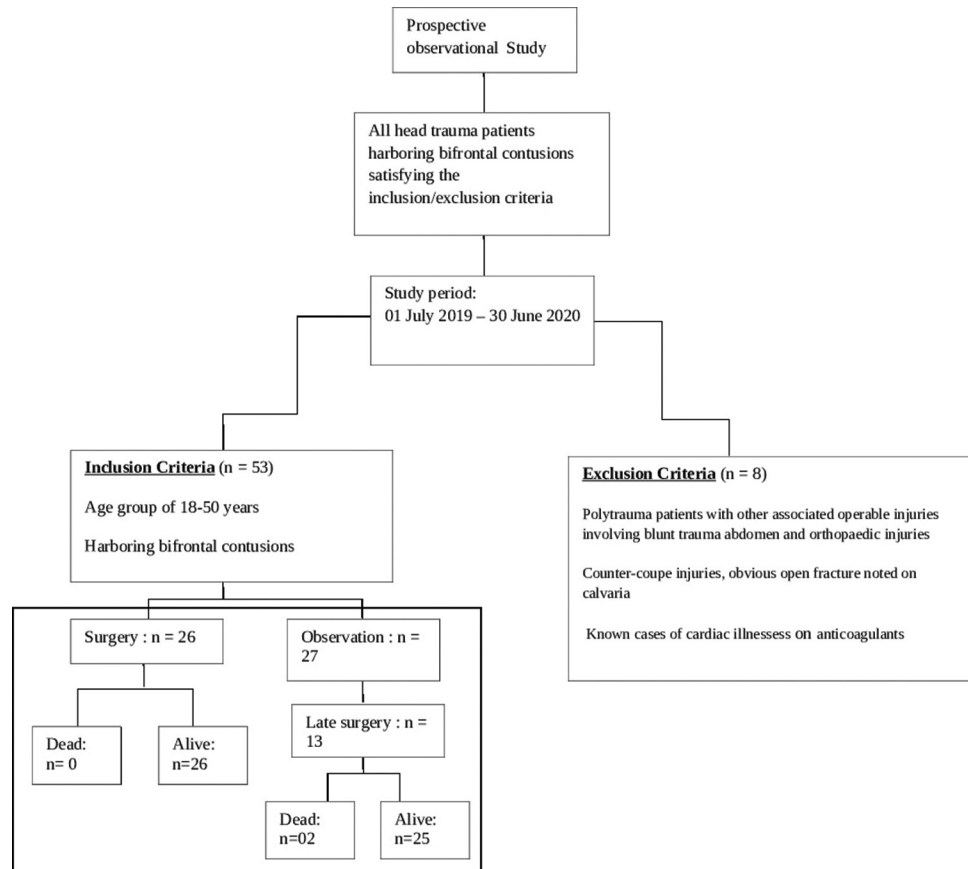 Prospective
observational Study
All head trauma patients
harboring bifrontal contusions
satisfying the
inclusion/exclusion criteria
Study period:
01 July 2019 – 30 June 2020
Inclusion Criteria (n = 53)
Age group of 18-50 years
Harboring bifrontal contusions
Exclusion Criteria (n = 8)
Polytrauma patients with other associated operable injuries
involving blunt trauma abdomen and orthopaedic injuries
Counter-coupe injuries, obvious open fracture noted on
calvaria
Known cases of cardiac illnessess on anticoagulants
Surgery : n = 26
Observation : n =
27
Late surgery : n =
13
Dead:
n= 0
Alive:
n=26
Dead:
n=02
Alive:
n=25